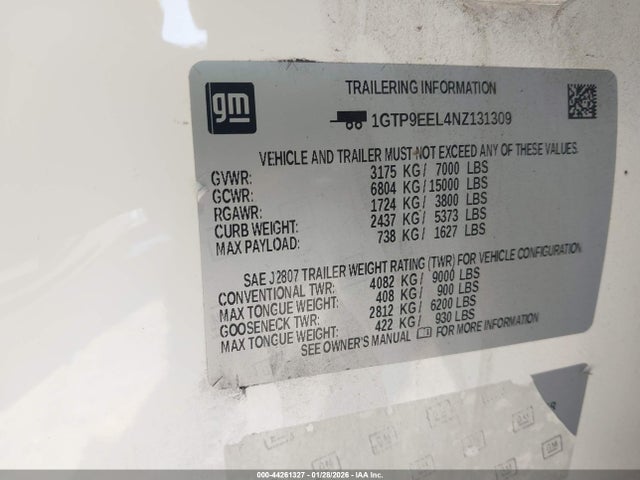 gm
TRAILERING INFORMATION
1GTP9EEL4NZ131309
VEHICLE AND TRAILER MUST NOT EXCEED ANY OF THESE VALUES.
GVWR: 3175 KG/ 7000 LBS
GCWR: 6804 KG/15000 LBS
RGAWR: 1724 KG/ 3800 LBS
CURB WEIGHT: 2437 KG/ 5373 LBS
MAX PAYLOAD: 738 KG/ 1627 LBS
SAE J2807 TRAILER WEIGHT RATING (TWR) FOR VEHICLE CONFIGURATION
CONVENTIONAL TWR: 4082 KG/ 9000 LBS
MAX TONGUE WEIGHT: 408 KG/ 900 LBS
GOOSENECK TWR: 2812 KG/ 6200 LBS
MAX TONGUE WEIGHT: 422 KG/ 930 LBS
SEE OWNER'S MANUAL FOR MORE INFORMATION
000-44261327 - 01/28/2026 - IAA Inc.